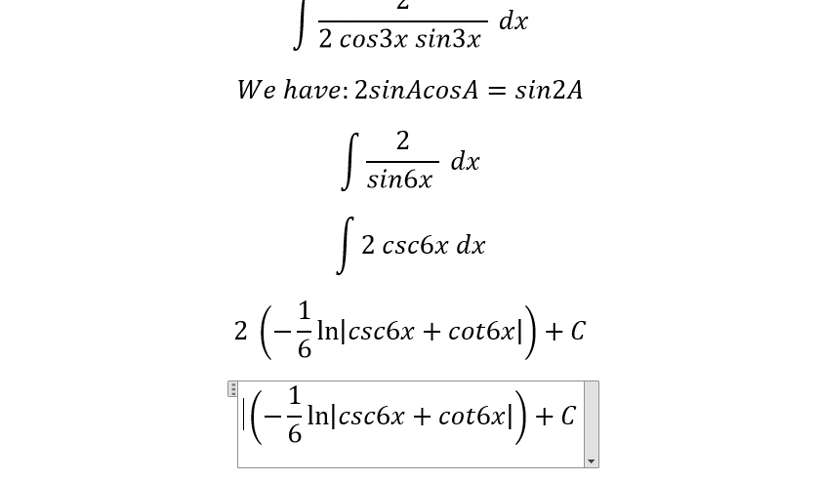 ∫ 2/(2 cos3x sin3x) dx
We have: 2sinAcosA = sin2A
∫ 2/sin6x dx
∫ 2 csc6x dx
2 (−1/6 ln|csc6x + cot6x|) + C
(−1/6 ln|csc6x + cot6x|) + C